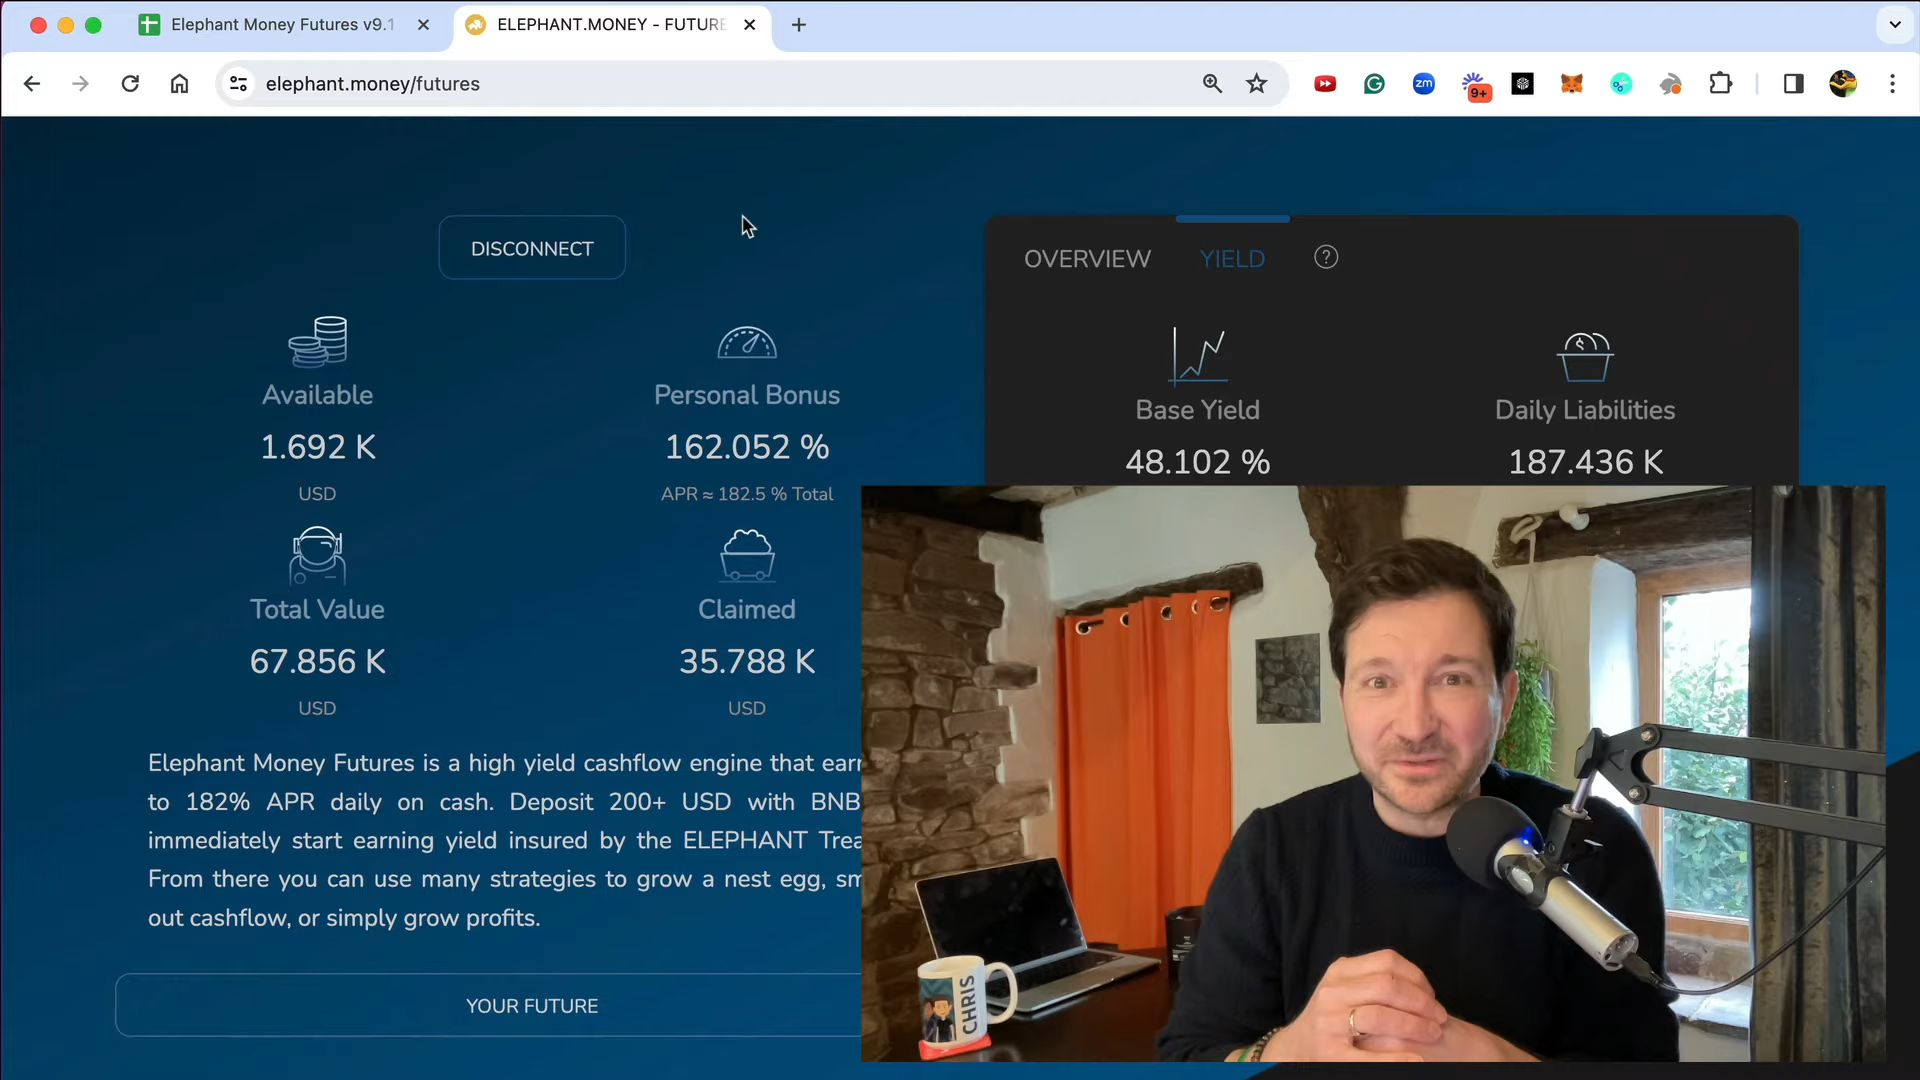 Elephant Money Futures v9.1
ELEPHANT.MONEY - FUTURE
elephant.money/futures
zm
9+
DISCONNECT
OVERVIEW YIELD ?
Available
1.692 K
USD
Personal Bonus
162.052 %
APR ≈ 182.5 % Total
Base Yield
48.102 %
Daily Liabilities
187.436 K
Total Value
67.856 K
USD
Claimed
35.788 K
USD
Elephant Money Futures is a high yield cashflow engine that earn
to 182% APR daily on cash. Deposit 200+ USD with BNB
immediately start earning yield insured by the ELEPHANT Trea
From there you can use many strategies to grow a nest egg, sm
out cashflow, or simply grow profits.
YOUR FUTURE
CHRIS